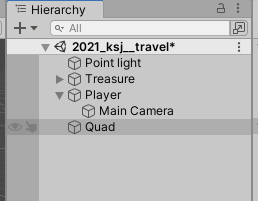 Hierarchy
All
2021_ksj__travel*
Point light
Treasure
Player
Main Camera
Quad